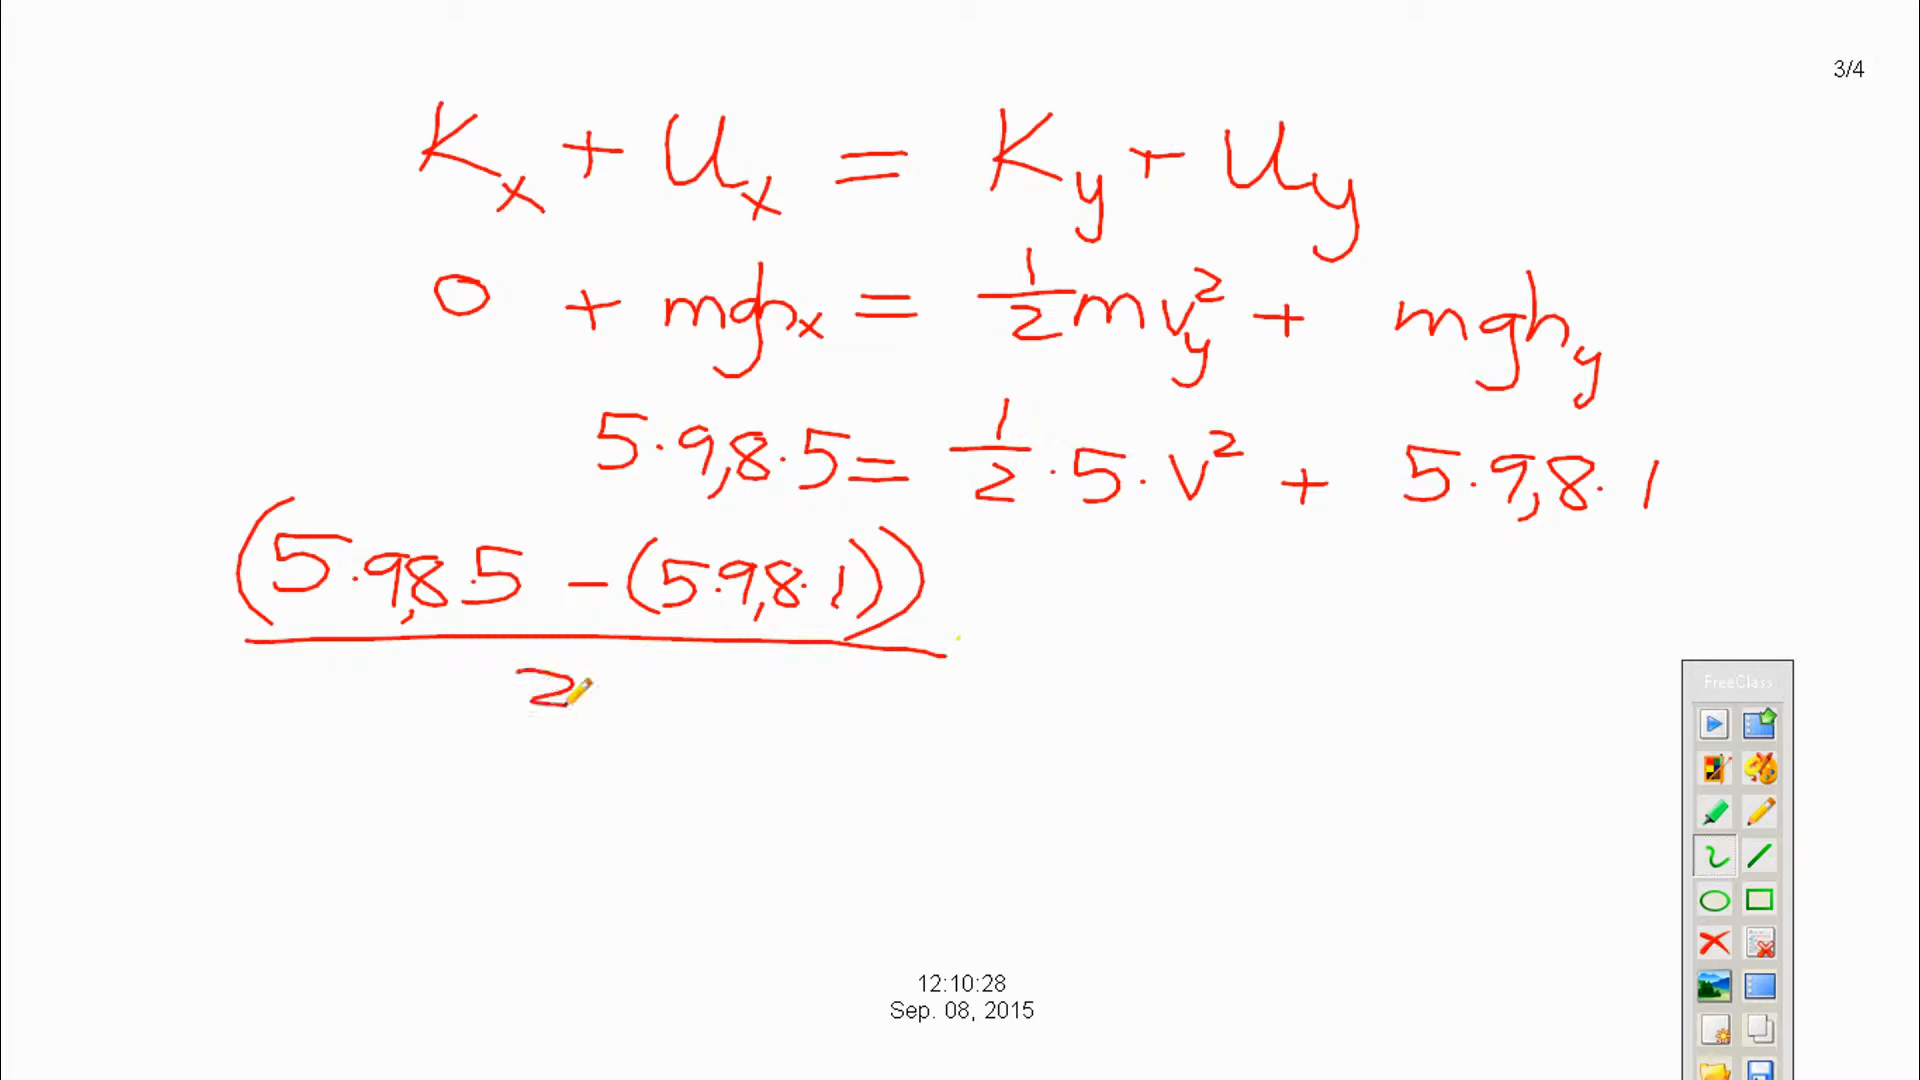 3/4
Kx + Ux = Ky + Uy
0 + mghx = 1/2 mvy² + mghy
5·9,8·5 = 1/2 ·5·v² + 5·9,8·1
(5·9,8·5 - (5·9,8·1))
2
FreeClass
12:10:28
Sep. 08, 2015